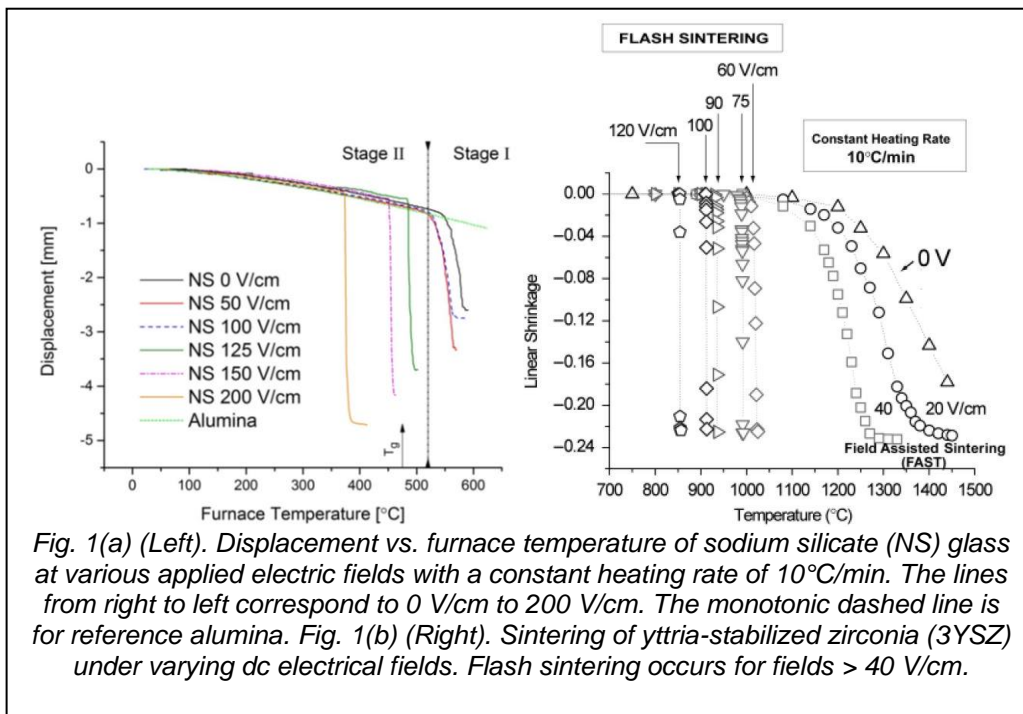 Stage II
Stage I
0
-1
-2
-3
-4
-5
Displacement [mm]
NS 0 V/cm
NS 50 V/cm
NS 100 V/cm
NS 125 V/cm
NS 150 V/cm
NS 200 V/cm
Alumina
Tg
0 100 200 300 400 500 600
Furnace Temperature [°C]
FLASH SINTERING
60 V/cm
90
75
120 V/cm
100
Constant Heating Rate
10°C/min
0.00
-0.04
-0.08
-0.12
-0.16
-0.20
-0.24
Linear Shrinkage
0 V
40
20 V/cm
Field Assisted Sintering
(FAST)
700 800 900 1000 1100 1200 1300 1400 1500
Temperature (°C)
Fig. 1(a) (Left). Displacement vs. furnace temperature of sodium silicate (NS) glass
at various applied electric fields with a constant heating rate of 10°C/min. The lines
from right to left correspond to 0 V/cm to 200 V/cm. The monotonic dashed line is
for reference alumina. Fig. 1(b) (Right). Sintering of yttria-stabilized zirconia (3YSZ)
under varying dc electrical fields. Flash sintering occurs for fields > 40 V/cm.